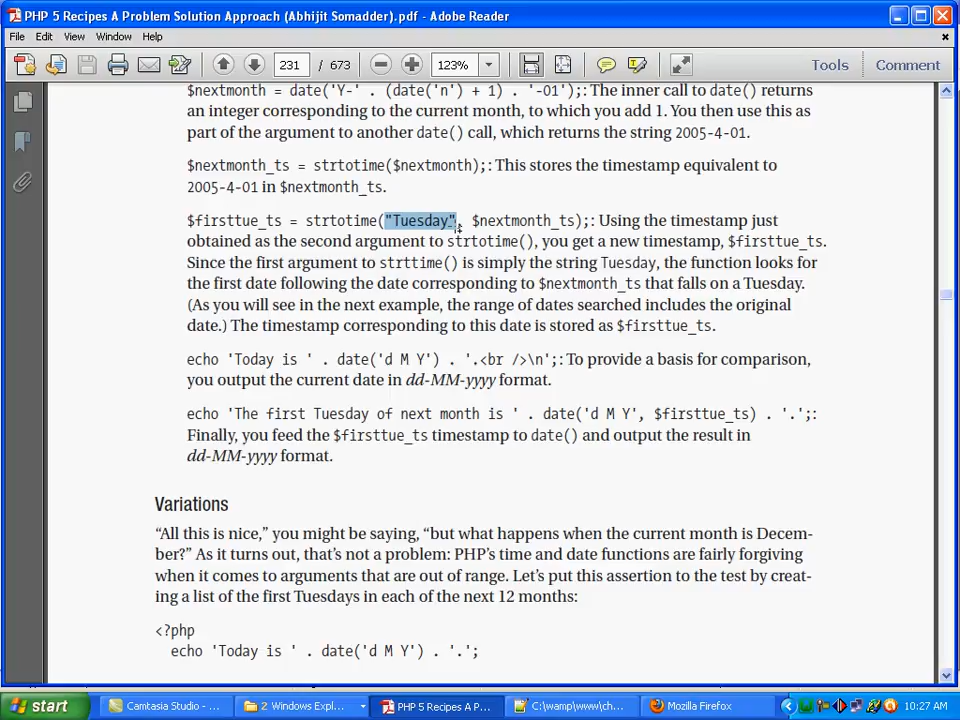 PHP 5 Recipes A Problem Solution Approach (Abhijit Somadder).pdf - Adobe Reader
File Edit View Window Help
231 / 673 123% Tools Comment
$nextmonth = date('Y-' . (date('n') + 1) . '-01');: The inner call to date() returns
an integer corresponding to the current month, to which you add 1. You then use this as
part of the argument to another date() call, which returns the string 2005-4-01.
$nextmonth_ts = strtotime($nextmonth);: This stores the timestamp equivalent to
2005-4-01 in $nextmonth_ts.
$firsttue_ts = strtotime("Tuesday", $nextmonth_ts);: Using the timestamp just
obtained as the second argument to strtotime(), you get a new timestamp, $firsttue_ts.
Since the first argument to strttime() is simply the string Tuesday, the function looks for
the first date following the date corresponding to $nextmonth_ts that falls on a Tuesday.
(As you will see in the next example, the range of dates searched includes the original
date.) The timestamp corresponding to this date is stored as $firsttue_ts.
echo 'Today is ' . date('d M Y') . '.<br />\n';: To provide a basis for comparison,
you output the current date in dd-MM-yyyy format.
echo 'The first Tuesday of next month is ' . date('d M Y', $firsttue_ts) . '.';:
Finally, you feed the $firsttue_ts timestamp to date() and output the result in
dd-MM-yyyy format.
Variations
“All this is nice,” you might be saying, “but what happens when the current month is Decem-
ber?” As it turns out, that’s not a problem: PHP’s time and date functions are fairly forgiving
when it comes to arguments that are out of range. Let’s put this assertion to the test by creat-
ing a list of the first Tuesdays in each of the next 12 months:
<?php
echo 'Today is ' . date('d M Y') . '.';
start Camtasia Studio - ... 2 Windows Expl... PHP 5 Recipes A P... C:\wamp\www\ch... Mozilla Firefox 10:27 AM